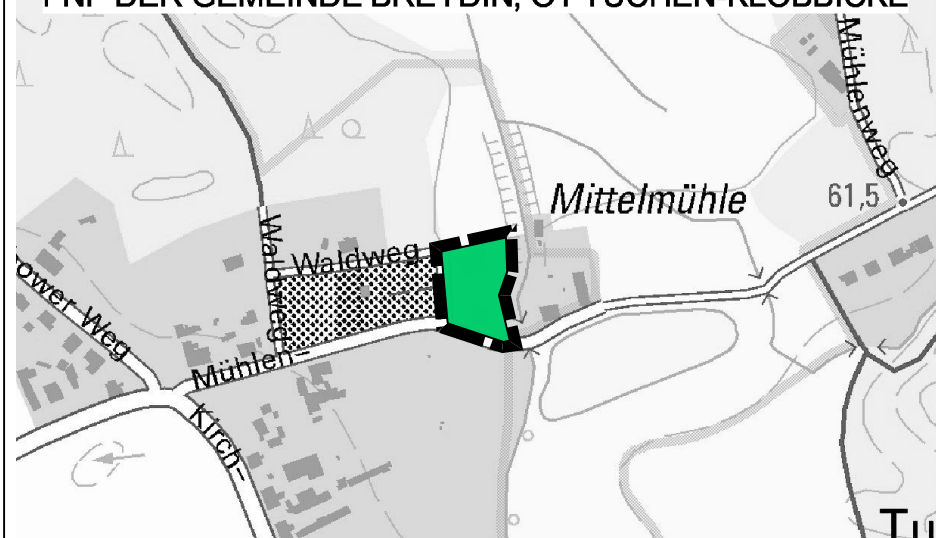 FNP DER GEMEINDE BREYDIN, OT TUCHEN-KLOBBICKE
Mühlenweg
Mittelmühle
61,5
Waldweg
Waldweg
ower Weg
Mühlen-
Kirch-
Tu